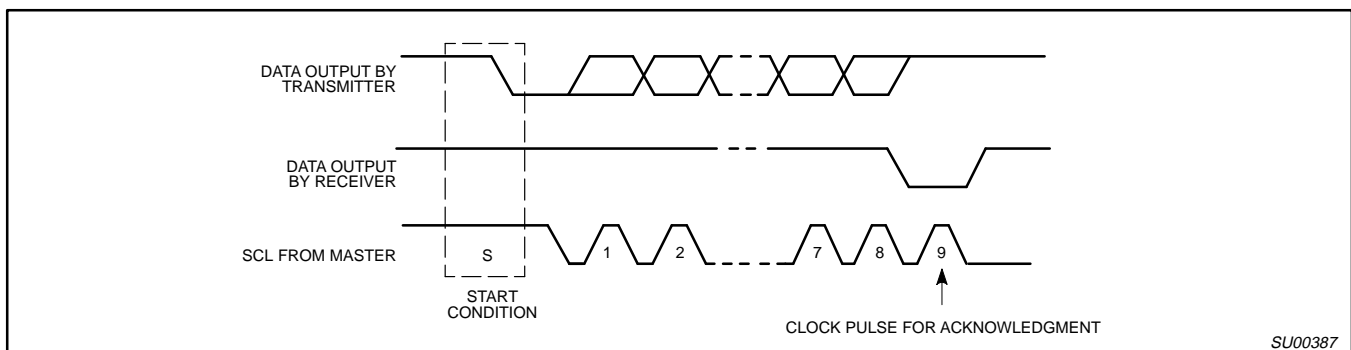 DATA OUTPUT BY
TRANSMITTER
DATA OUTPUT
BY RECEIVER
SCL FROM MASTER
S
1
2
7
8
9
START
CONDITION
CLOCK PULSE FOR ACKNOWLEDGMENT
SU00387